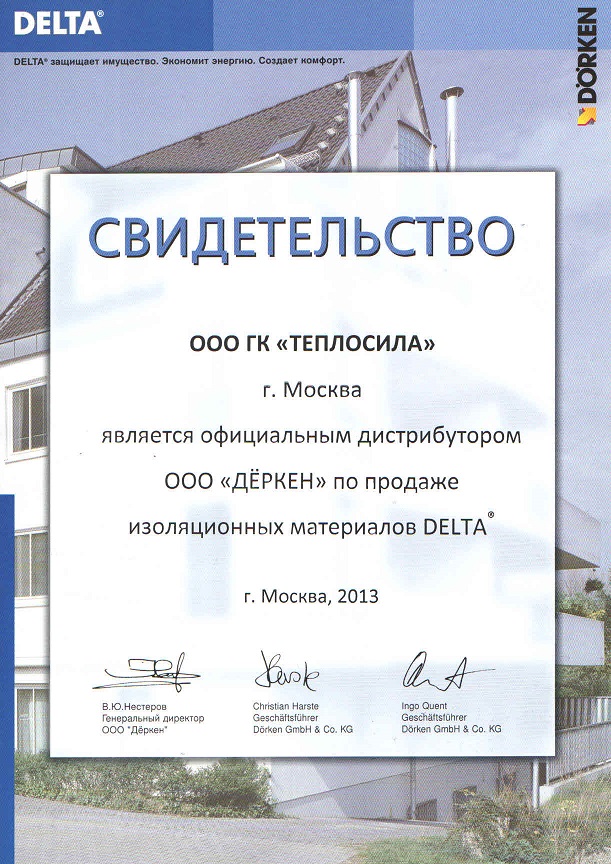 DELTA®
DÖRKEN
DELTA® защищает имущество. Экономит энергию. Создает комфорт.
СВИДЕТЕЛЬСТВО
ООО ГК «ТЕПЛОСИЛА»
г. Москва
является официальным дистрибутором
ООО «ДЁРКЕН» по продаже
изоляционных материалов DELTA®
г. Москва, 2013
В.Ю.Нестеров
Генеральный директор
ООО "Дёркен"
Christian Harste
Geschäftsführer
Dörken GmbH & Co. KG
Ingo Quent
Geschäftsführer
Dörken GmbH & Co. KG